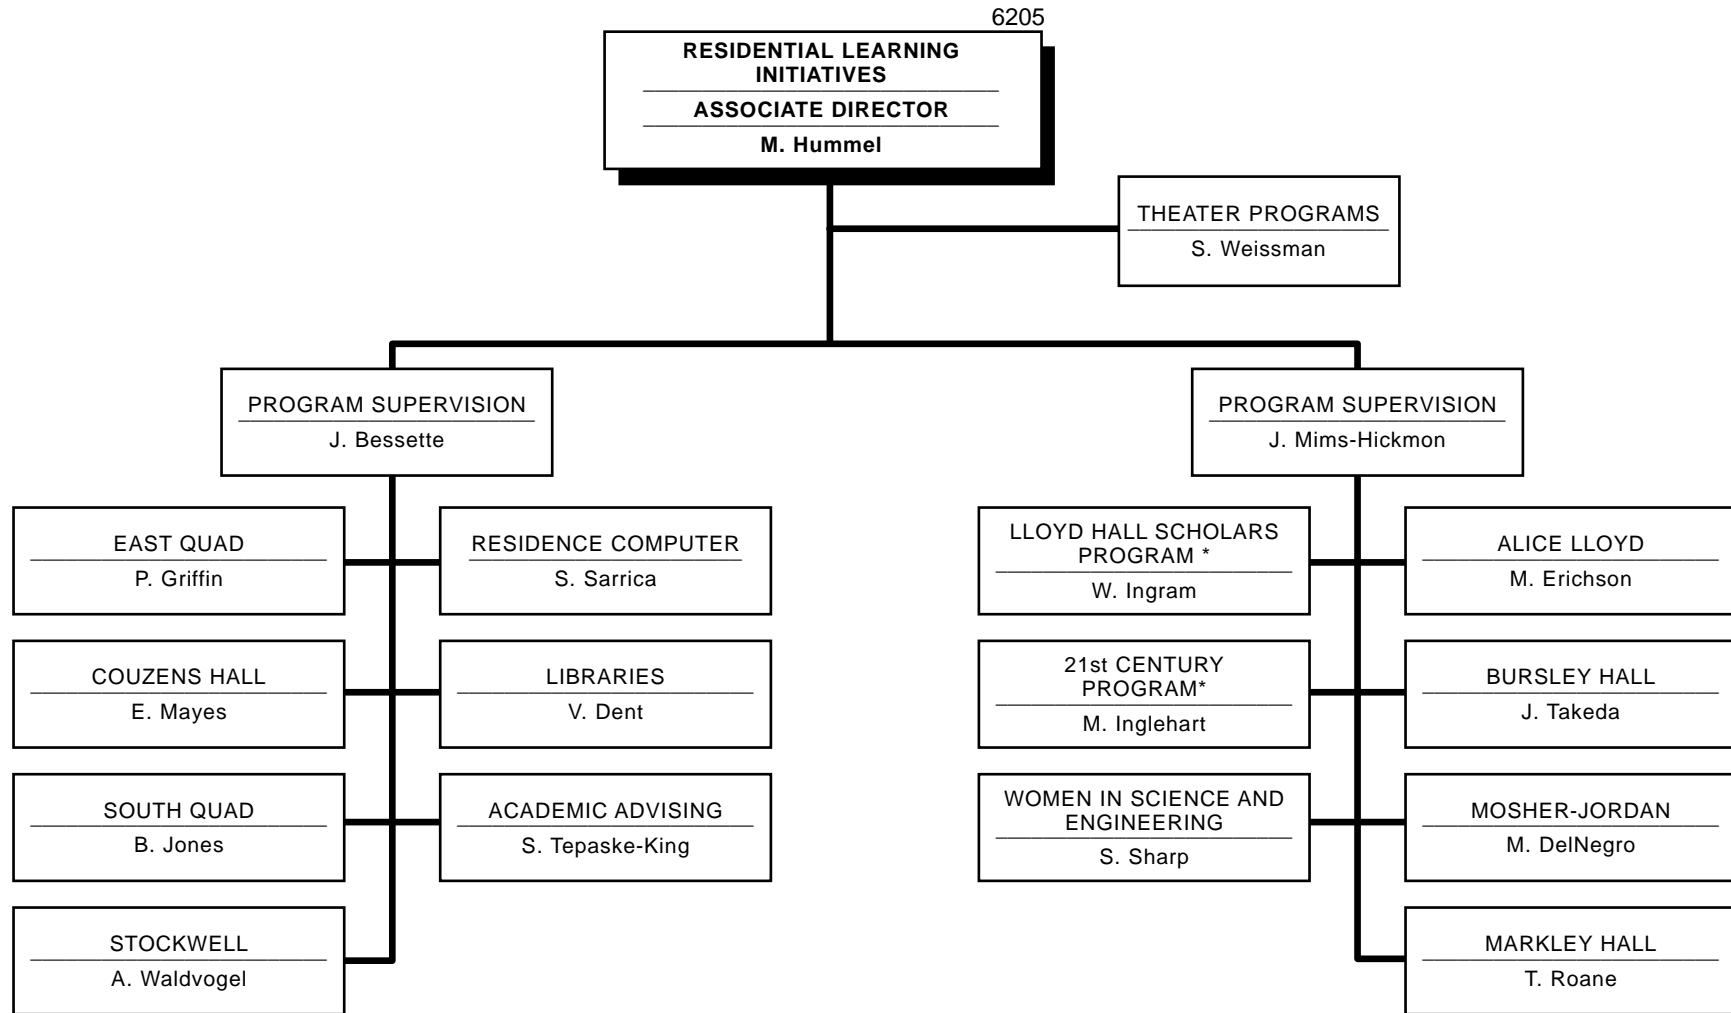 6205
RESIDENTIAL LEARNING
INITIATIVES
ASSOCIATE DIRECTOR
M. Hummel
THEATER PROGRAMS
S. Weissman
PROGRAM SUPERVISION
J. Bessette
EAST QUAD
P. Griffin
RESIDENCE COMPUTER
S. Sarrica
COUZENS HALL
E. Mayes
LIBRARIES
V. Dent
SOUTH QUAD
B. Jones
ACADEMIC ADVISING
S. Tepaske-King
STOCKWELL
A. Waldvogel
PROGRAM SUPERVISION
J. Mims-Hickmon
LLOYD HALL SCHOLARS
PROGRAM *
W. Ingram
ALICE LLOYD
M. Erichson
21st CENTURY
PROGRAM*
M. Inglehart
BURSLEY HALL
J. Takeda
WOMEN IN SCIENCE AND
ENGINEERING
S. Sharp
MOSHER-JORDAN
M. DelNegro
MARKLEY HALL
T. Roane